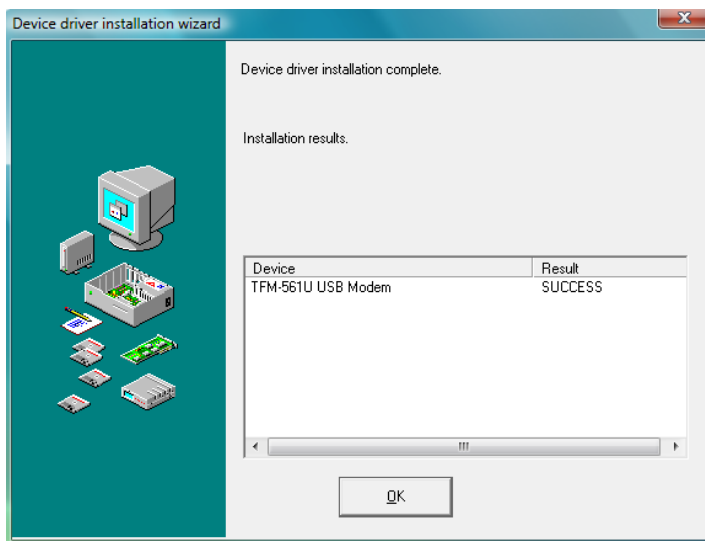 Device driver installation wizard
Device driver installation complete.
Installation results.
Device Result
TFM-561U USB Modem SUCCESS
OK